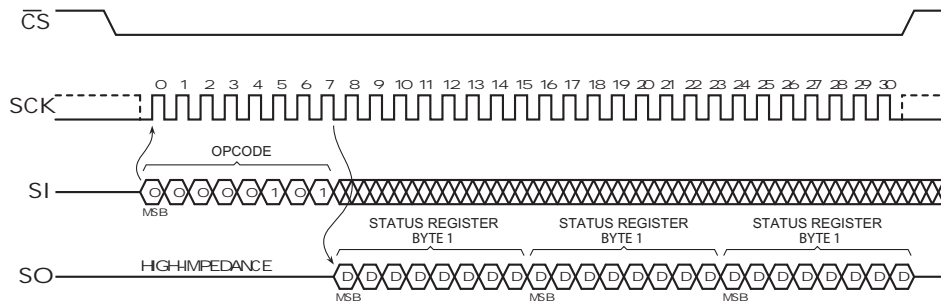 CS
SCK
0 1 2 3 4 5 6 7 8 9 10 11 12 13 14 15 16 17 18 19 20 21 22 23 24 25 26 27 28 29 30
OPCODE
SI
0 0 0 0 0 1 0 1
MSB
STATUS REGISTER
BYTE 1
STATUS REGISTER
BYTE 1
STATUS REGISTER
BYTE 1
SO
HIGH-IMPEDANCE
D D D D D D D D D D D D D D D D D D D D D D D D
MSB
MSB
MSB